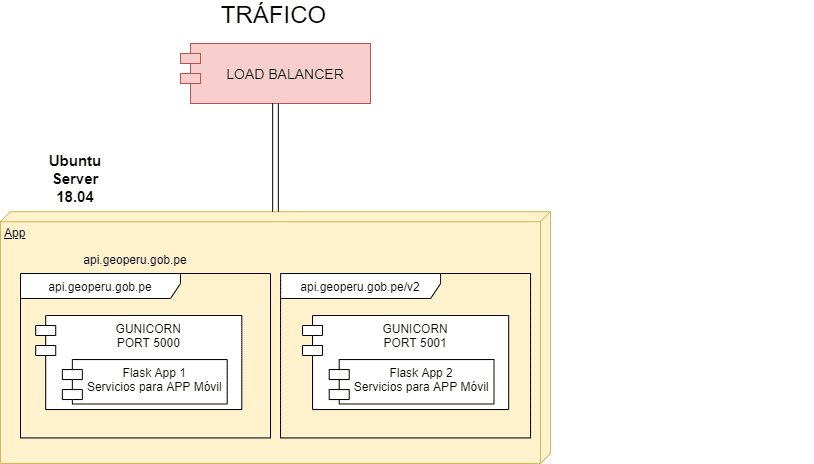 TRÁFICO
LOAD BALANCER
Ubuntu
Server
18.04
App
api.geoperu.gob.pe
api.geoperu.gob.pe
api.geoperu.gob.pe/v2
GUNICORN
PORT 5000
Flask App 1
Servicios para APP Móvil
GUNICORN
PORT 5001
Flask App 2
Servicios para APP Móvil